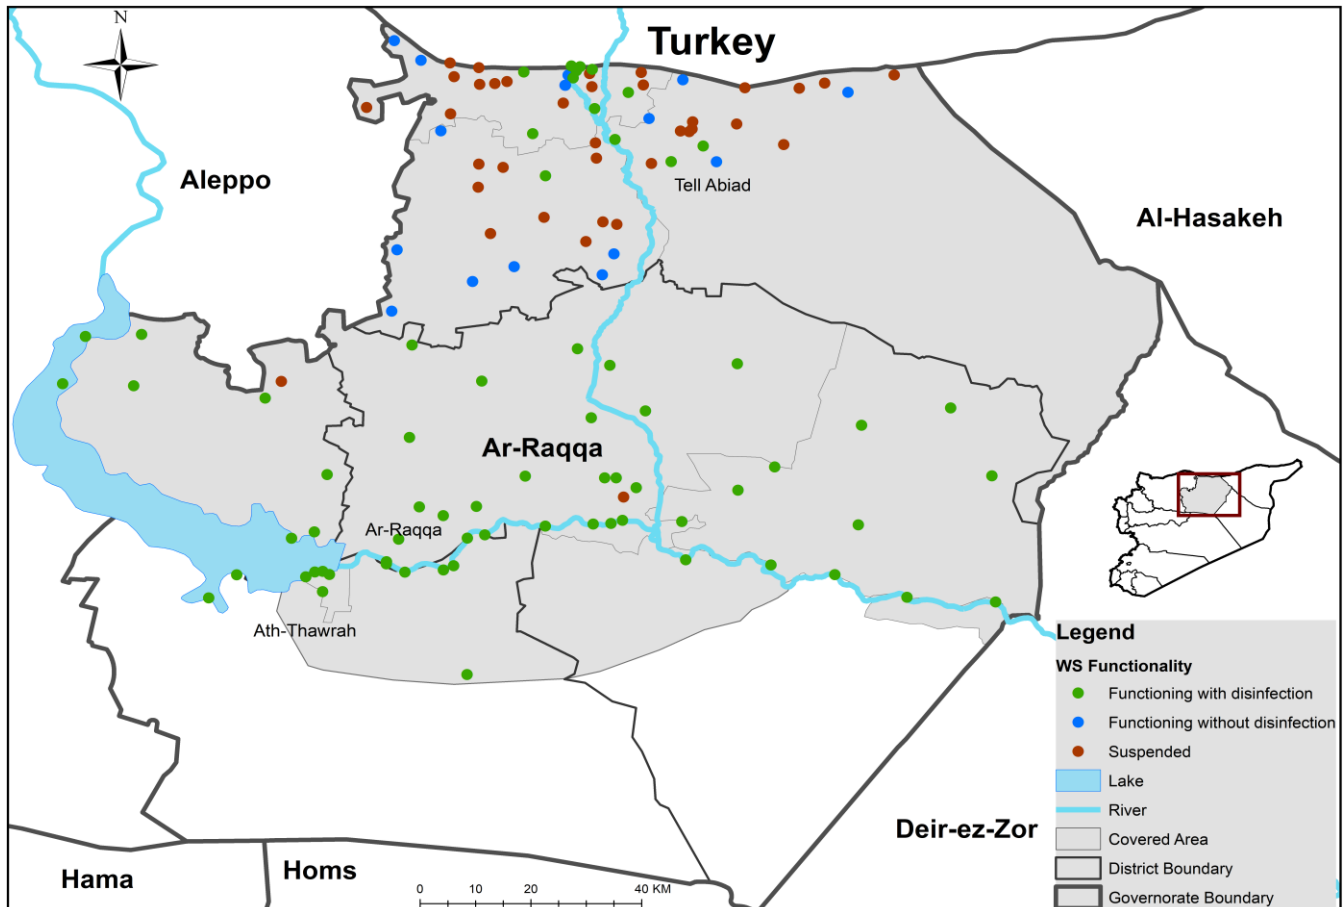 N
Turkey
Aleppo
Tell Abiad
Al-Hasakeh
Ar-Raqqa
Ar-Raqqa
Ath-Thawrah
Deir-ez-Zor
Hama
Homs
0 10 20 40 KM
Legend
WS Functionality
Functioning with disinfection
Functioning without disinfection
Suspended
Lake
River
Covered Area
District Boundary
Governorate Boundary